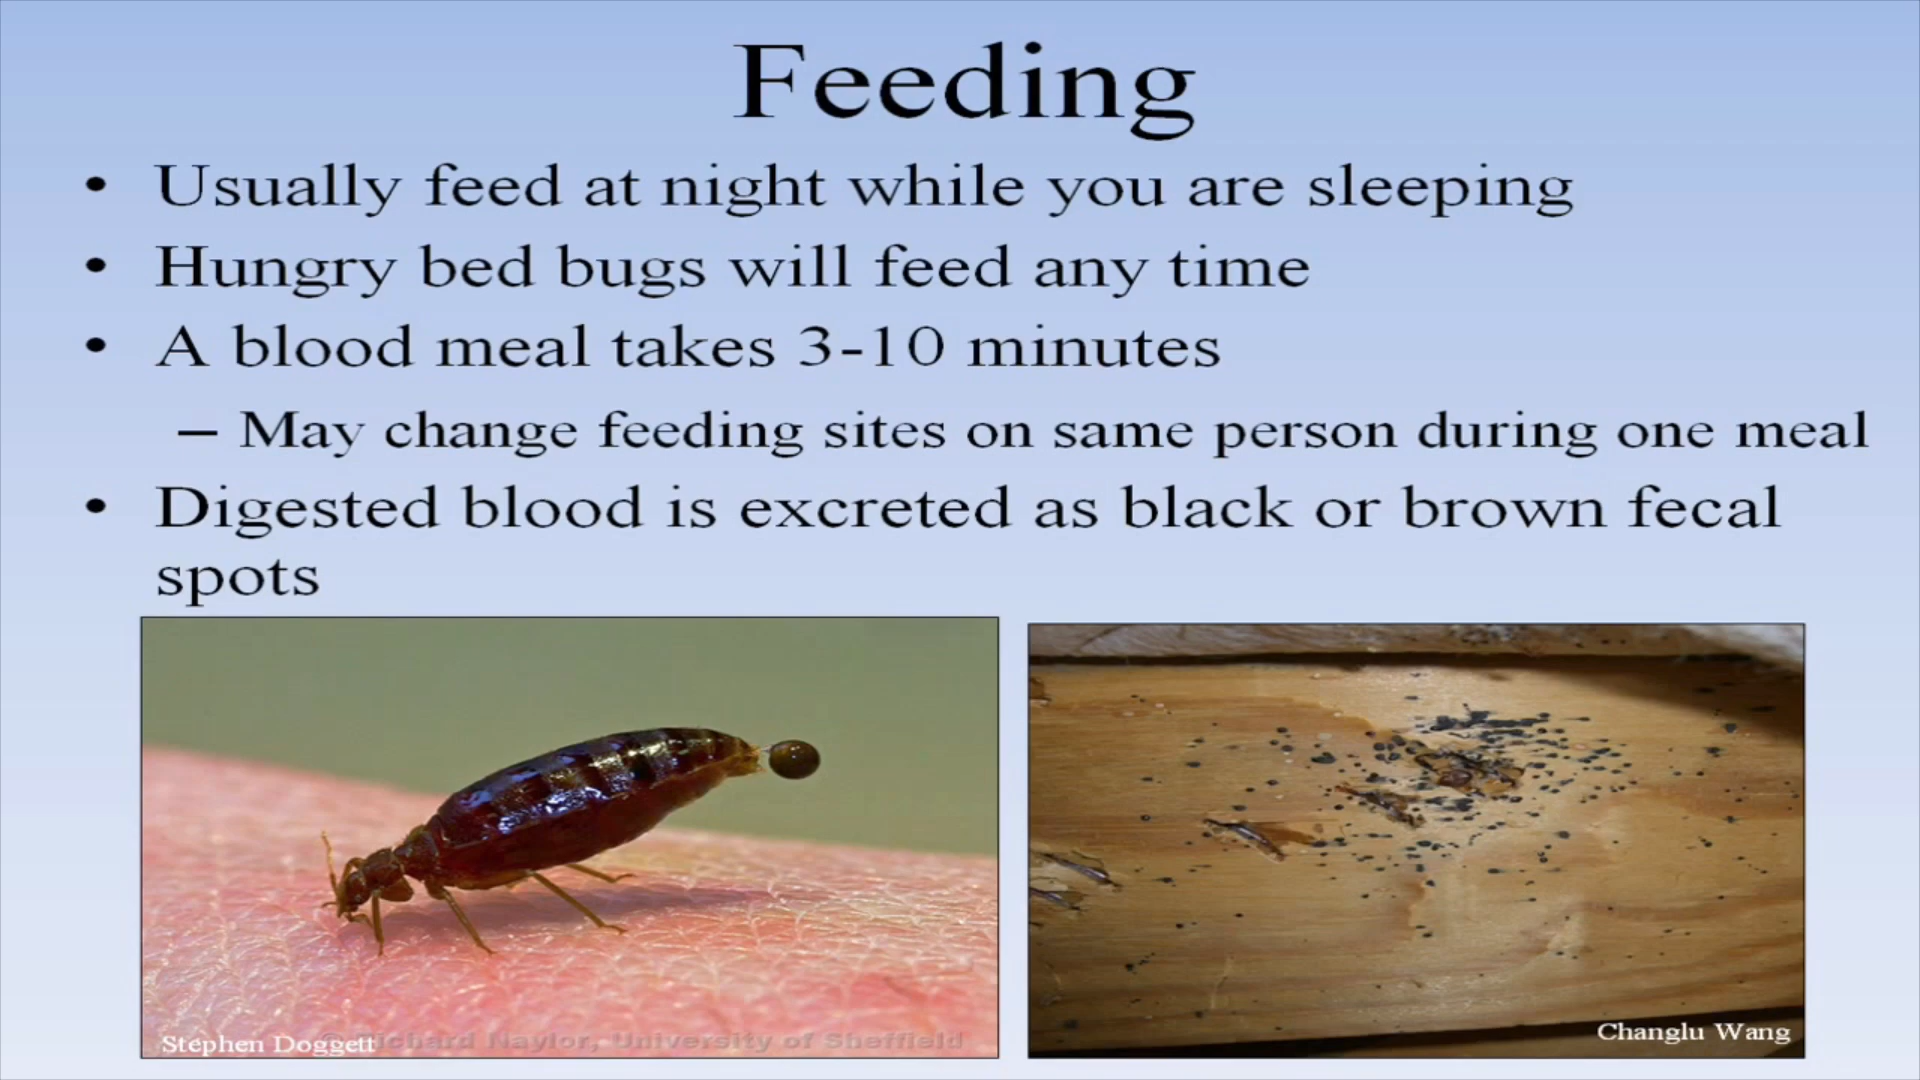 Feeding
• Usually feed at night while you are sleeping
• Hungry bed bugs will feed any time
• A blood meal takes 3-10 minutes
– May change feeding sites on same person during one meal
• Digested blood is excreted as black or brown fecal
spots
Stephen Doggett
Richard Naylor, University of Sheffield
Changlu Wang